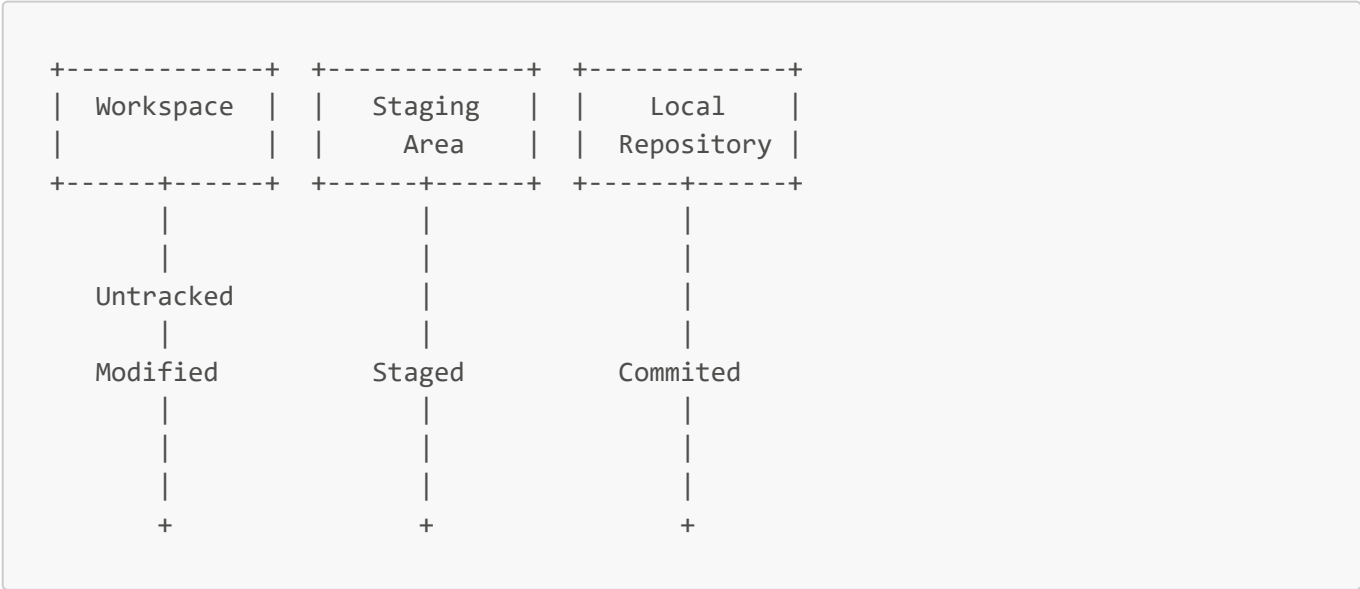 +-------------+  +-------------+  +-------------+
|  Workspace  |  |   Staging   |  |    Local    |
|             |  |     Area    |  |  Repository |
+------+------+  +------+------+  +------+------+
       |                |                |
       |                |                |
   Untracked            |                |
       |                |                |
   Modified          Staged          Commited
       |                |                |
       |                |                |
       |                |                |
       +                +                +